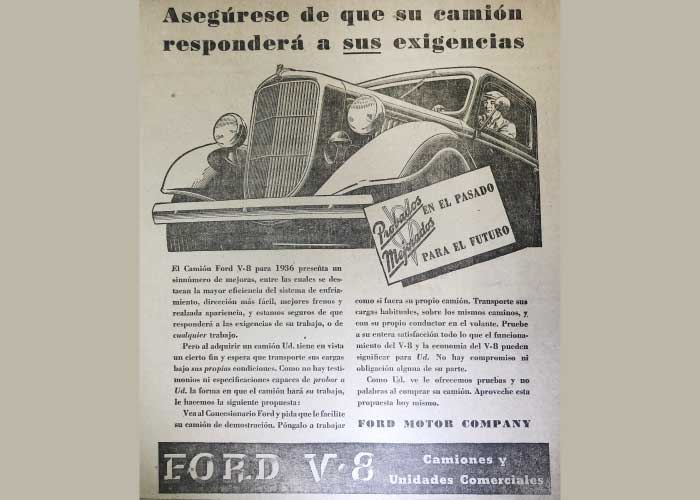 Asegúrese de que su camión
responderá a sus exigencias
Probados EN EL PASADO
Mejorados PARA EL FUTURO
El Camión Ford V-8 para 1936 presenta un
sinnúmero de mejoras, entre las cuales se des-
tacan la mayor eficiencia del sistema de enfria-
miento, dirección más fácil, mejores frenos y
realzada apariencia, y estamos seguros de que
responderá a las exigencias de su trabajo, o de
cualquier trabajo.
Pero al adquirir un camión Ud. tiene en vista
un cierto fin y espera que transporte sus cargas
bajo sus propias condiciones. Como no hay testi-
monios ni especificaciones capaces de probar a
Ud. la forma en que el camión hará su trabajo,
le hacemos la siguiente propuesta:
Vea al Concesionario Ford y pida que le facilite
su camión de demostración. Póngalo a trabajar
como si fuera su propio camión. Transporte sus
cargas habituales, sobre los mismos caminos, y
con su propio conductor en el volante. Pruebe
a su entera satisfacción todo lo que el funciona-
miento del V-8 y la economía del V-8 pueden
significar para Ud. No hay compromiso ni
obligación alguna de su parte.
Como Ud. ve le ofrecemos pruebas y no
palabras al comprar su camión. Aproveche esta
propuesta hoy mismo.
FORD MOTOR COMPANY
FORD V·8
Camiones y
Unidades Comerciales